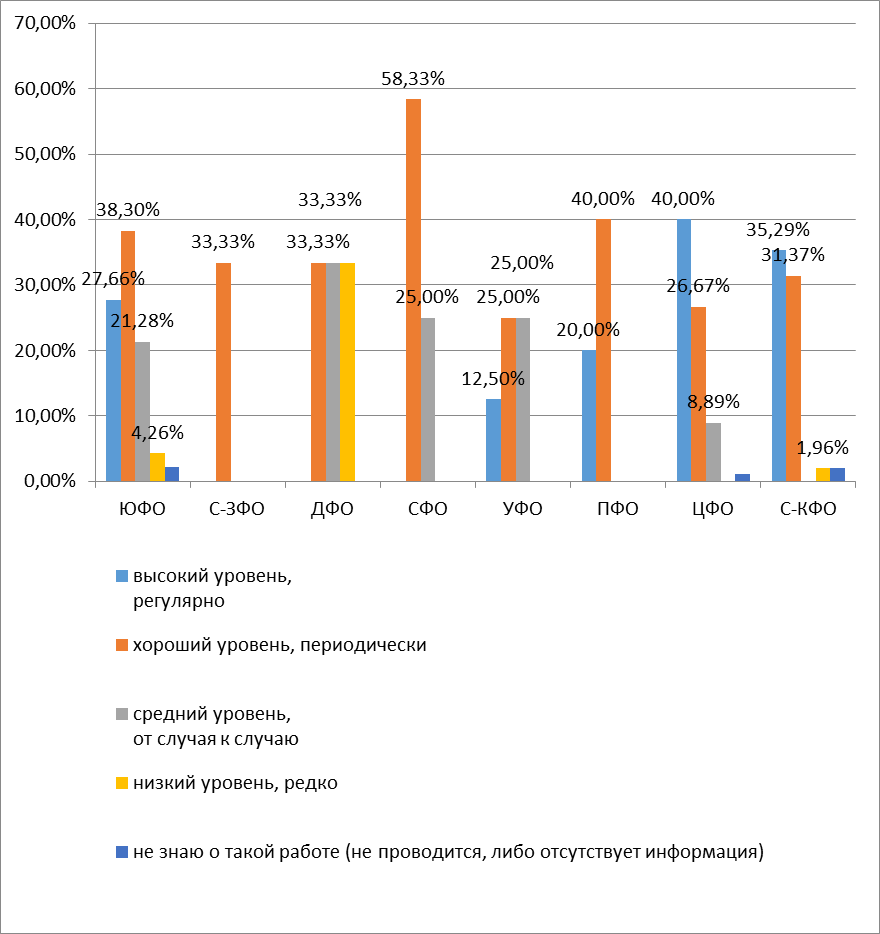 70,00%
60,00%
50,00%
40,00%
30,00%
20,00%
10,00%
0,00%
58,33%
38,30%
33,33%
33,33%
33,33%
40,00%
40,00%
35,29%
31,37%
27,66%
21,28%
25,00%
25,00%
25,00%
26,67%
20,00%
12,50%
8,89%
4,26%
1,96%
ЮФО
С-ЗФО
ДФО
СФО
УФО
ПФО
ЦФО
С-КФО
высокий уровень,
регулярно
хороший уровень, периодически
средний уровень,
от случая к случаю
низкий уровень, редко
не знаю о такой работе (не проводится, либо отсутствует информация)